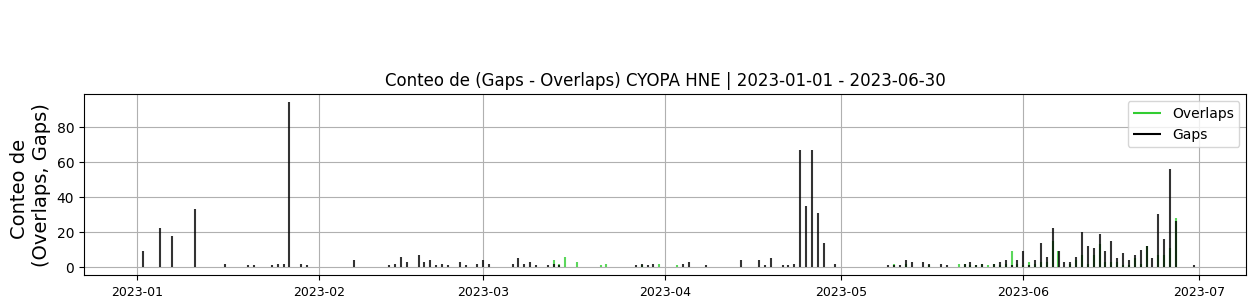 Conteo de (Gaps - Overlaps) CYOPA HNE | 2023-01-01 - 2023-06-30
Conteo de
(Overlaps, Gaps)
80
60
40
20
0
Overlaps
Gaps
2023-01 2023-02 2023-03 2023-04 2023-05 2023-06 2023-07